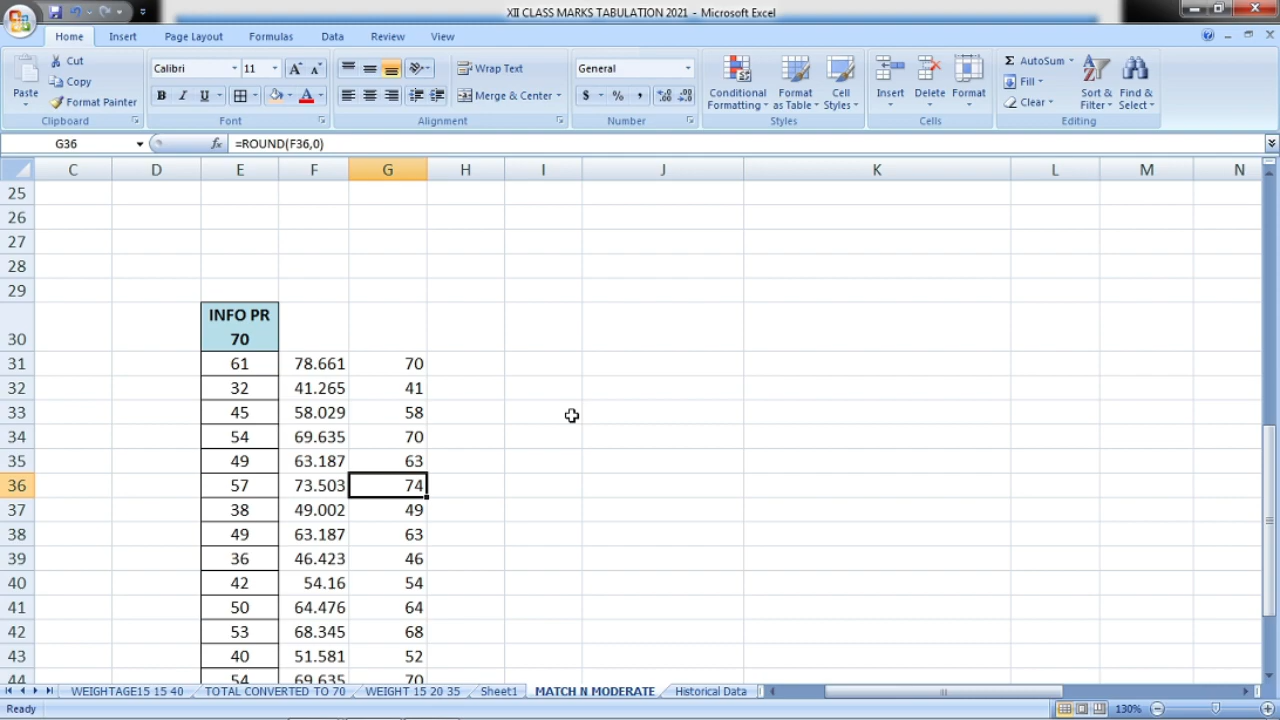 XII CLASS MARKS TABULATION 2021 - Microsoft Excel
Home Insert Page Layout Formulas Data Review View
Paste Cut Copy Format Painter Clipboard
Calibri 11 B I U A Font
Wrap Text Merge & Center Alignment
General $ % , Number
Conditional Formatting Format as Table Cell Styles Styles
Insert Delete Format Cells
Σ AutoSum Fill Clear Sort & Filter Find & Select Editing
G36 fx =ROUND(F36,0)
C D E F G H I J K L M N
25
26
27
28
29
30 INFO PR 70
31 61 78.661 70
32 32 41.265 41
33 45 58.029 58
34 54 69.635 70
35 49 63.187 63
36 57 73.503 74
37 38 49.002 49
38 49 63.187 63
39 36 46.423 46
40 42 54.16 54
41 50 64.476 64
42 53 68.345 68
43 40 51.581 52
44 54 69.635 70
WEIGHTAGE15 15 40 TOTAL CONVERTED TO 70 WEIGHT 15 20 35 Sheet1 MATCH N MODERATE Historical Data
Ready 130%